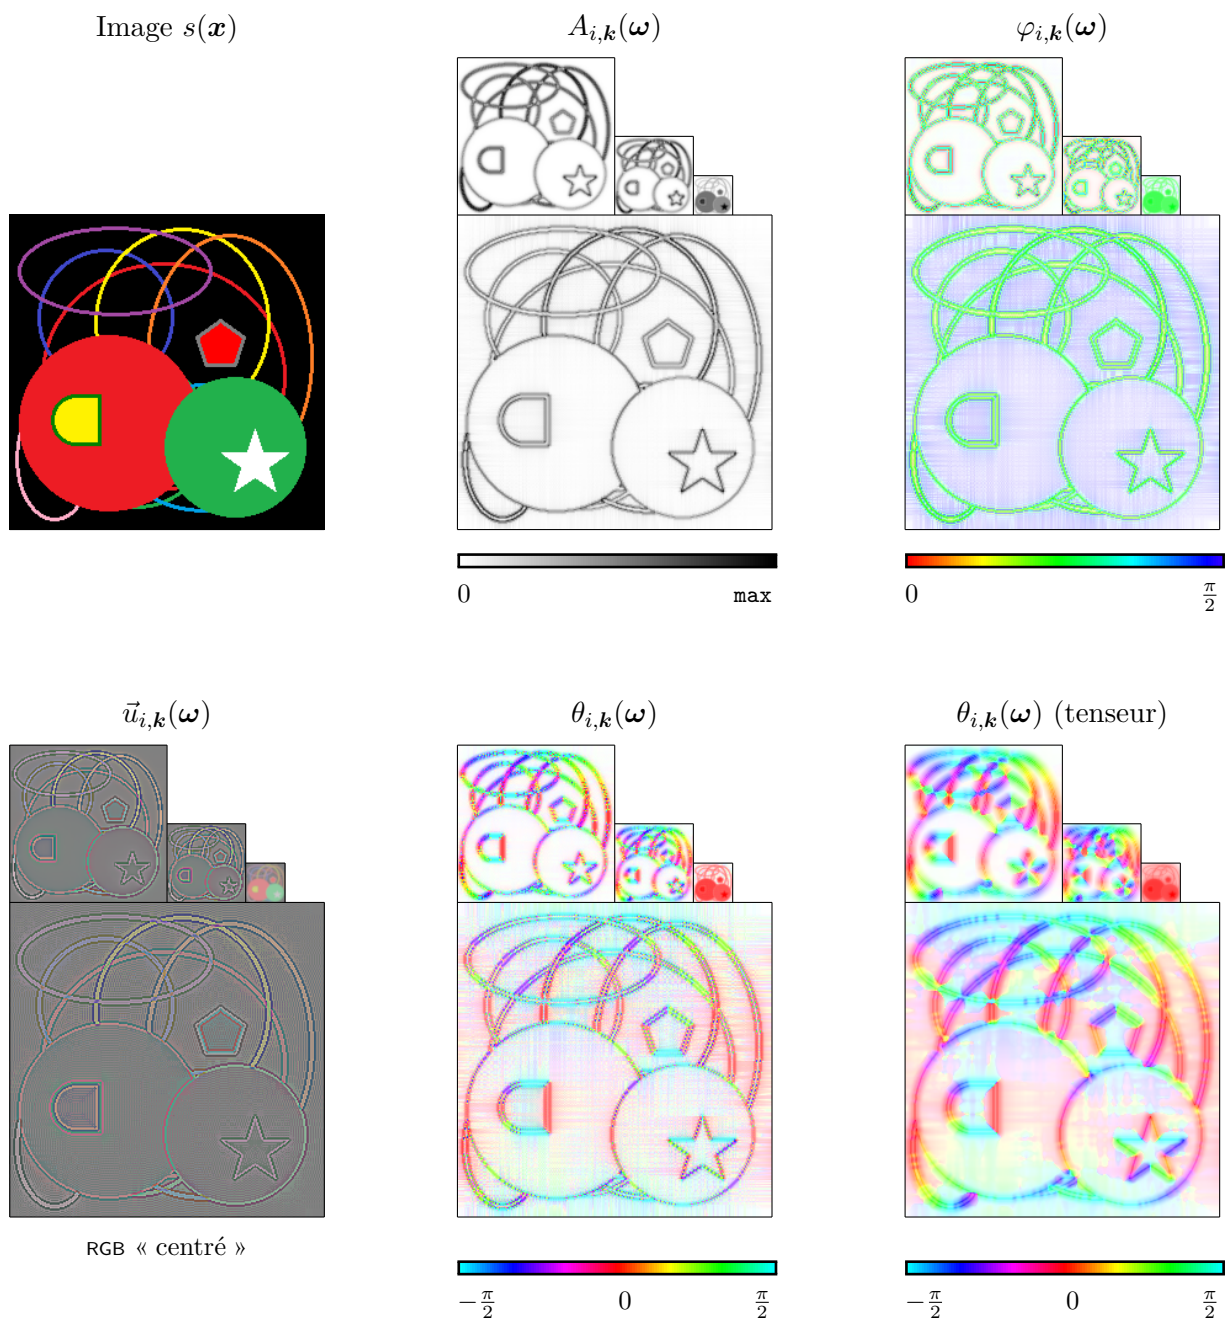 Image s(𝒙)
A_{i,𝒌}(𝝎)
φ_{i,𝒌}(𝝎)
0 max
0 π/2
u⃗_{i,𝒌}(𝝎)
θ_{i,𝒌}(𝝎)
θ_{i,𝒌}(𝝎) (tenseur)
RGB « centré »
−π/2 0 π/2
−π/2 0 π/2